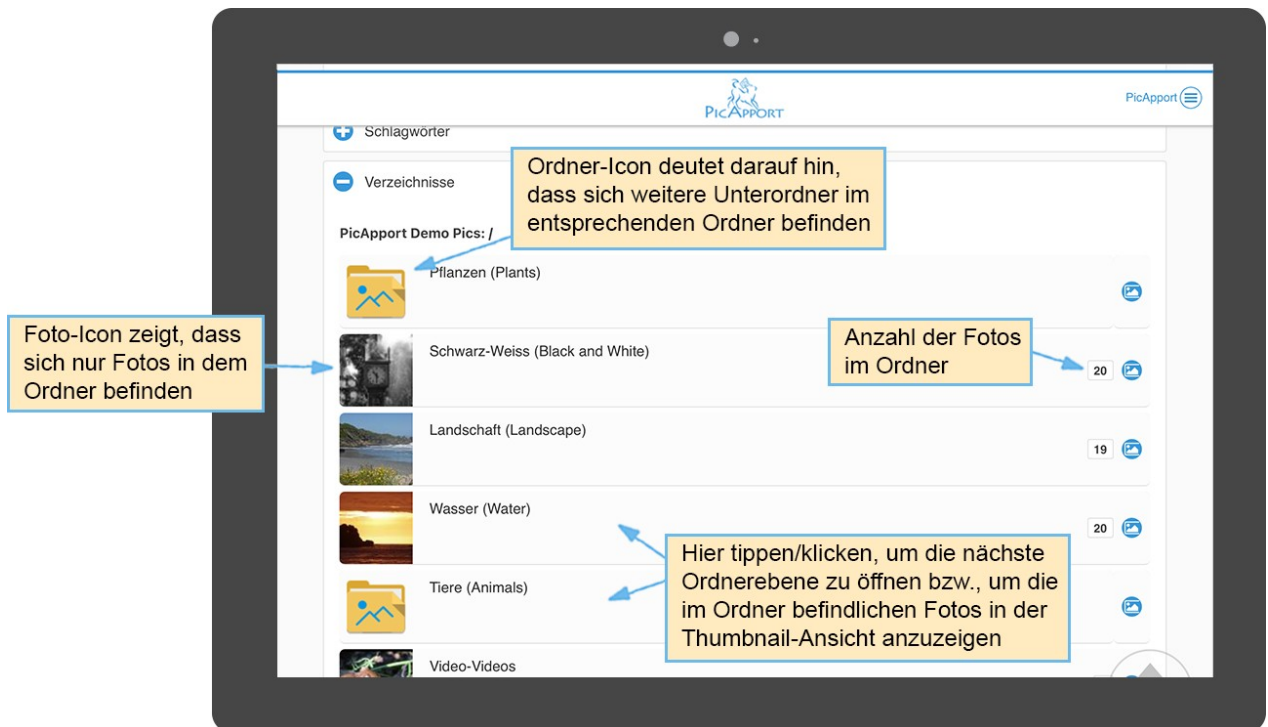 PICAPPORT
PicApport
Schlagwörter
Verzeichnisse
Ordner-Icon deutet darauf hin,
dass sich weitere Unterordner im
entsprechenden Ordner befinden
PicApport Demo Pics: /
Pflanzen (Plants)
Foto-Icon zeigt, dass
sich nur Fotos in dem
Ordner befinden
Schwarz-Weiss (Black and White)
Anzahl der Fotos
im Ordner
20
Landschaft (Landscape)
19
Wasser (Water)
20
Hier tippen/klicken, um die nächste
Ordnerebene zu öffnen bzw., um die
im Ordner befindlichen Fotos in der
Thumbnail-Ansicht anzuzeigen
Tiere (Animals)
Video-Videos